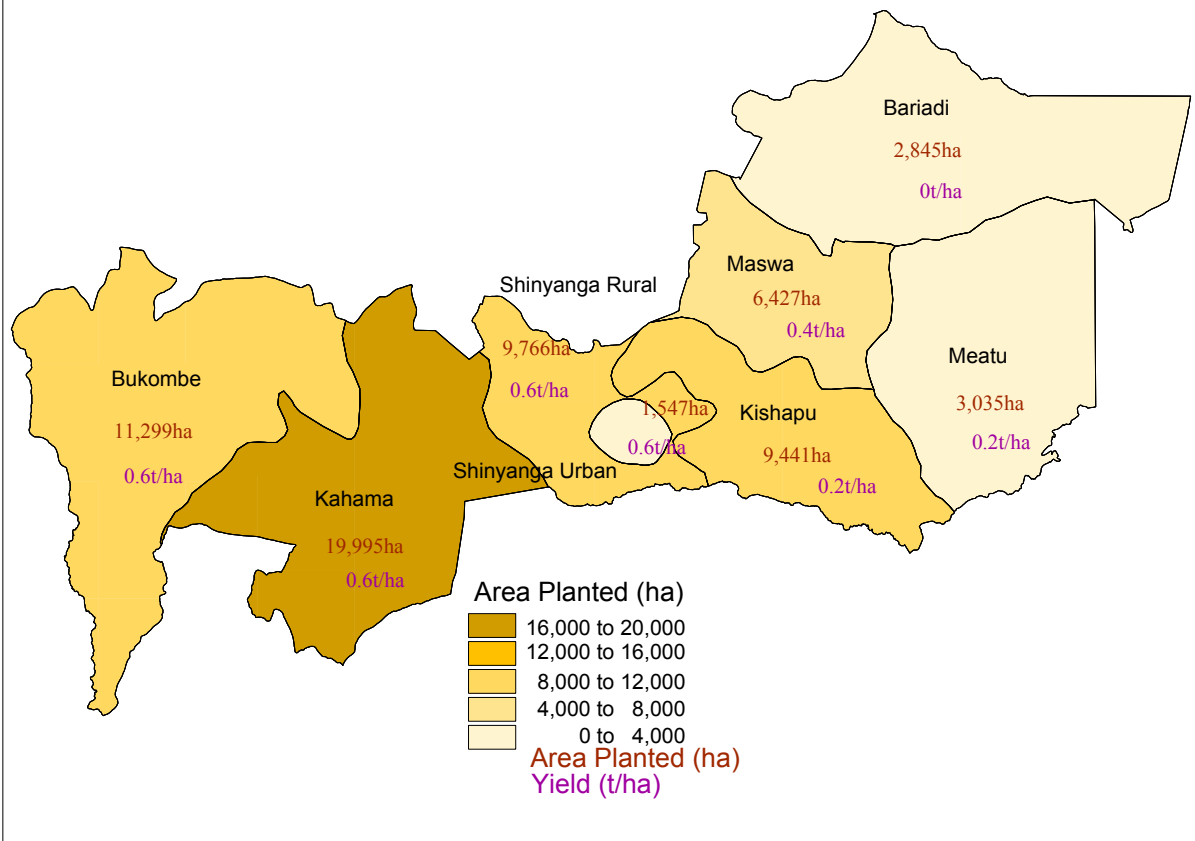 Bariadi
2,845ha
0t/ha
Maswa
6,427ha
0.4t/ha
Shinyanga Rural
9,766ha
0.6t/ha
Meatu
3,035ha
0.2t/ha
Bukombe
11,299ha
0.6t/ha
1,547ha
0.6t/ha
Shinyanga Urban
Kishapu
9,441ha
0.2t/ha
Kahama
19,995ha
0.6t/ha
Area Planted (ha)
16,000 to 20,000
12,000 to 16,000
8,000 to 12,000
4,000 to 8,000
0 to 4,000
Area Planted (ha)
Yield (t/ha)